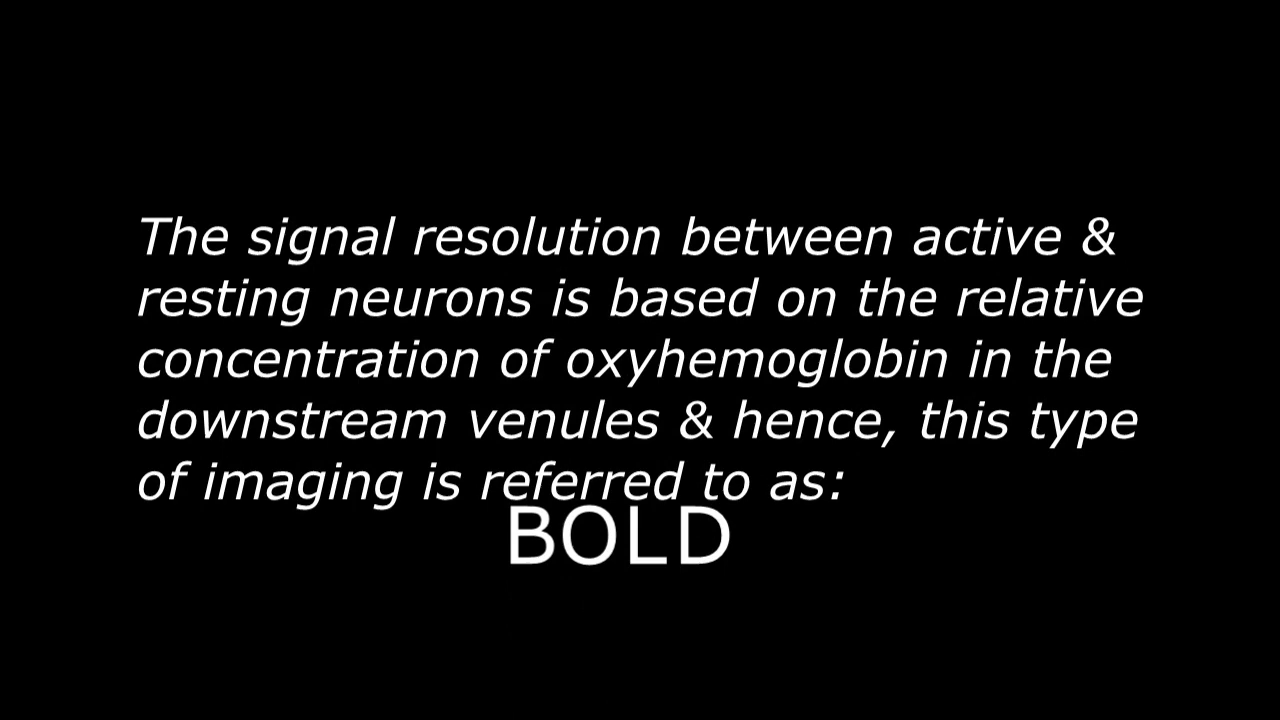 The signal resolution between active &
resting neurons is based on the relative
concentration of oxyhemoglobin in the
downstream venules & hence, this type
of imaging is referred to as:
BOLD